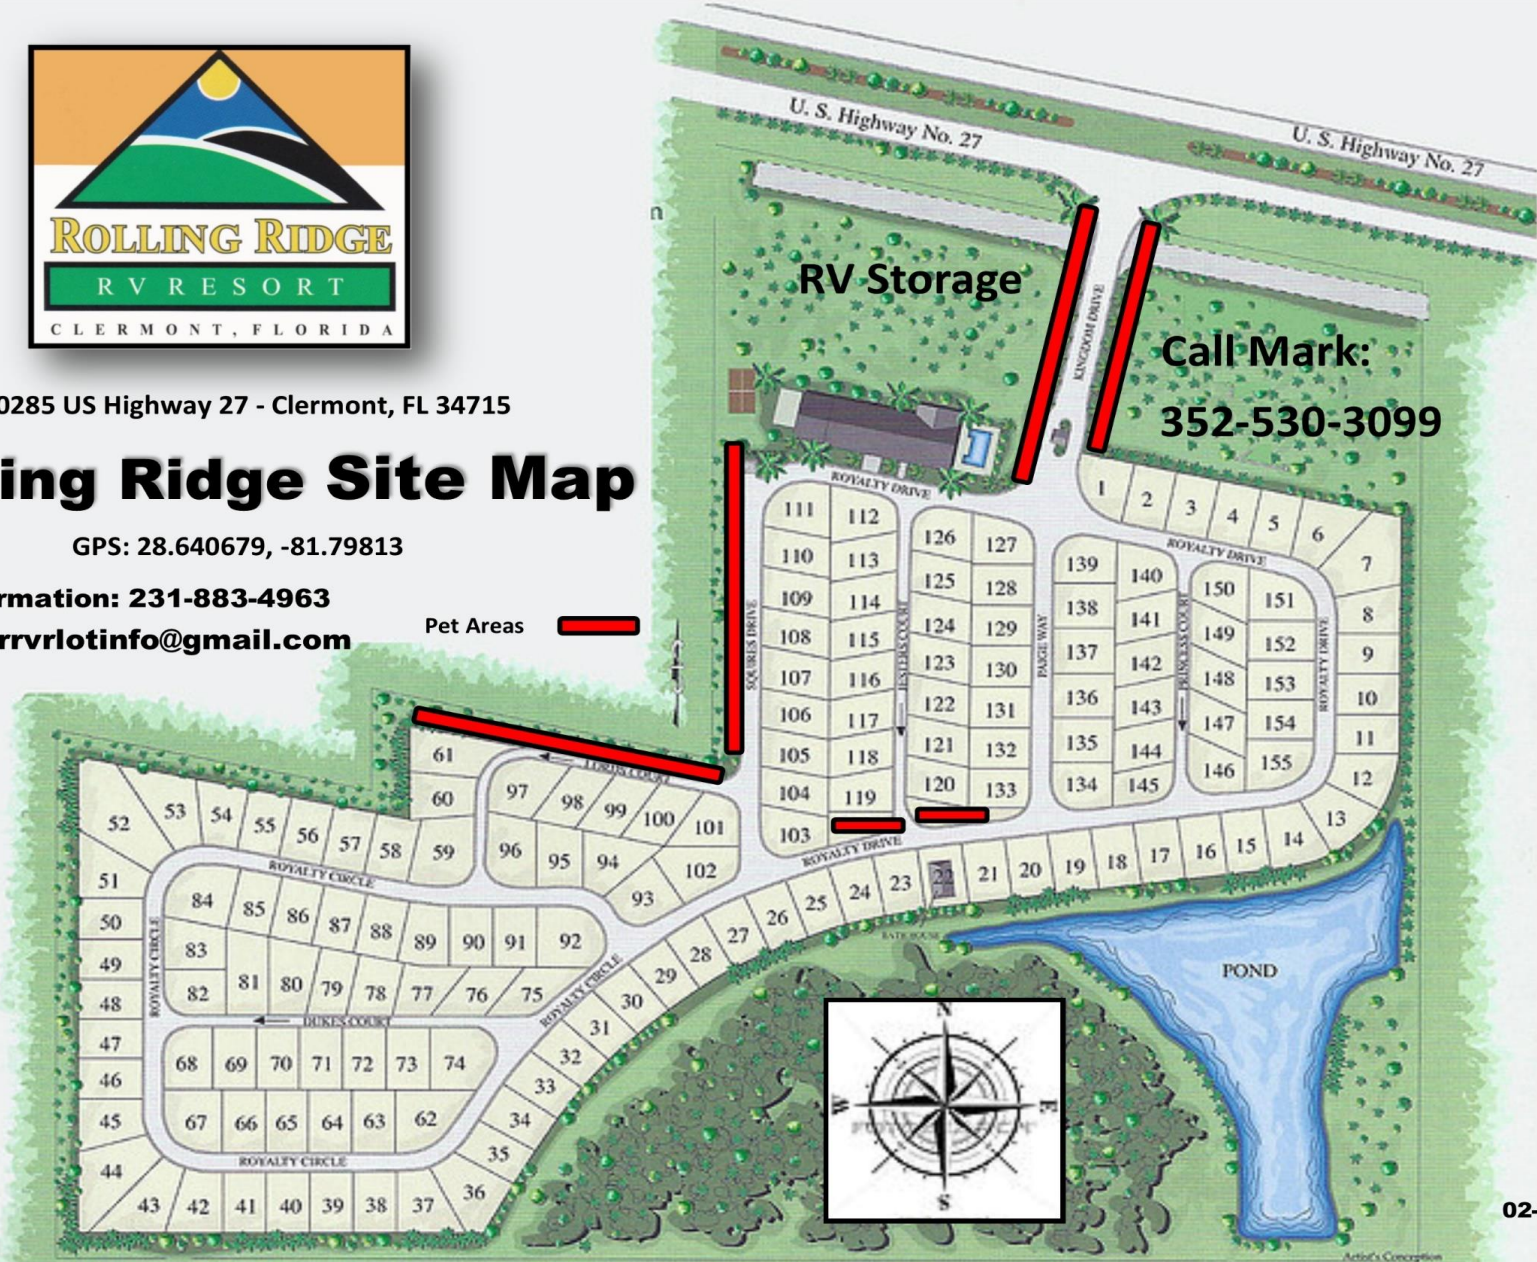 ROLLING RIDGE
RV RESORT
CLERMONT, FLORIDA
0285 US Highway 27 - Clermont, FL 34715
ing Ridge Site Map
GPS: 28.640679, -81.79813
rmation: 231-883-4963
rrvrlotinfo@gmail.com
Pet Areas
n
U. S. Highway No. 27
U. S. Highway No. 27
RV Storage
KINGDOM DRIVE
Call Mark:
352-530-3099
ROYALTY DRIVE
1 2 3 4 5 6 7
ROYALTY DRIVE
111 112
110 113
109 114
108 115
107 116
106 117
105 118
104 119
103
SQUIRES DRIVE
JESTERS COURT
126 127
125 128
124 129
123 130
122 131
121 132
120 133
PAIGE WAY
139 140
138 141
137 142
136 143
135 144
134 145
PRINCESS COURT
150 151
149 152
148 153
147 154
146 155
ROYALTY DRIVE
8
9
10
11
12
13
ROYALTY DRIVE
26 25 24 23 22 21 20 19 18 17 16 15 14
BATH HOUSE
POND
LORDS COURT
61
60
97 98 99 100 101
96 95 94 93 102
52 53 54 55 56 57 58 59
ROYALTY CIRCLE
51
50
49
48
47
46
45
44
ROYALTY CIRCLE
84 85 86 87 88 89 90 91 92
83
82 81 80 79 78 77 76 75
DUKES COURT
ROYALTY CIRCLE
68 69 70 71 72 73 74
67 66 65 64 63 62
ROYALTY CIRCLE
43 42 41 40 39 38 37 36
35
34
33
32
31
30
29
28
27
N
W
E
S
02-
Artist's Conception